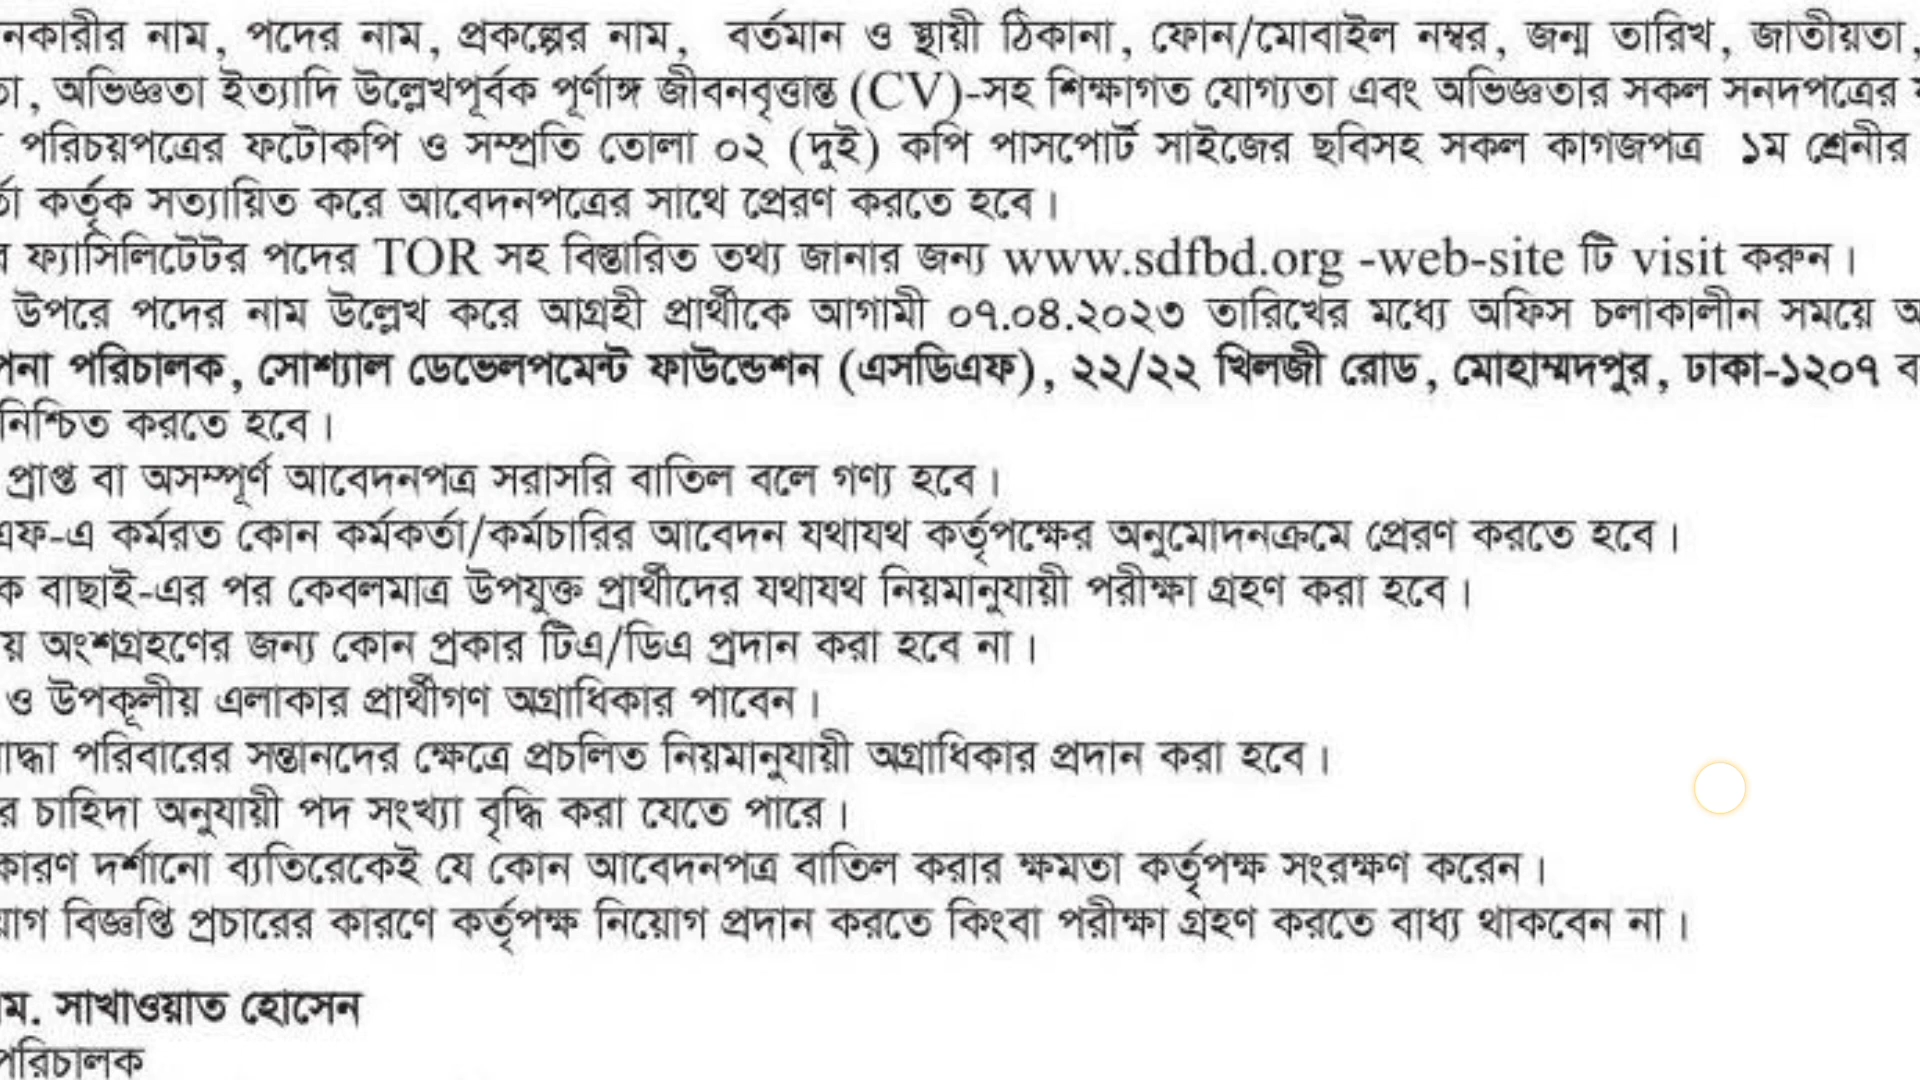 নকারীর নাম, পদের নাম, প্রকল্পের নাম, বর্তমান ও স্থায়ী ঠিকানা, ফোন/মোবাইল নম্বর, জন্ম তারিখ, জাতীয়তা,
তা, অভিজ্ঞতা ইত্যাদি উল্লেখপূর্বক পূর্ণাঙ্গ জীবনবৃত্তান্ত (CV)-সহ শিক্ষাগত যোগ্যতা এবং অভিজ্ঞতার সকল সনদপত্রের
পরিচয়পত্রের ফটোকপি ও সম্প্রতি তোলা ০২ (দুই) কপি পাসপোর্ট সাইজের ছবিসহ সকল কাগজপত্র ১ম শ্রেনীর
র্তা কর্তৃক সত্যায়িত করে আবেদনপত্রের সাথে প্রেরণ করতে হবে।
র ফ্যাসিলিটেটর পদের TOR সহ বিস্তারিত তথ্য জানার জন্য www.sdfbd.org -web-site টি visit করুন।
উপরে পদের নাম উল্লেখ করে আগ্রহী প্রার্থীকে আগামী ০৭.০৪.২০২৩ তারিখের মধ্যে অফিস চলাকালীন সময়ে অ
পনা পরিচালক, সোশ্যাল ডেভেলপমেন্ট ফাউন্ডেশন (এসডিএফ), ২২/২২ খিলজী রোড, মোহাম্মদপুর, ঢাকা-১২০৭ ব
নিশ্চিত করতে হবে।
প্রাপ্ত বা অসম্পূর্ণ আবেদনপত্র সরাসরি বাতিল বলে গণ্য হবে।
এফ-এ কর্মরত কোন কর্মকর্তা/কর্মচারির আবেদন যথাযথ কর্তৃপক্ষের অনুমোদনক্রমে প্রেরণ করতে হবে।
ক বাছাই-এর পর কেবলমাত্র উপযুক্ত প্রার্থীদের যথাযথ নিয়মানুযায়ী পরীক্ষা গ্রহণ করা হবে।
য় অংশগ্রহণের জন্য কোন প্রকার টিএ/ডিএ প্রদান করা হবে না।
ও উপকূলীয় এলাকার প্রার্থীগণ অগ্রাধিকার পাবেন।
াদ্ধা পরিবারের সন্তানদের ক্ষেত্রে প্রচলিত নিয়মানুযায়ী অগ্রাধিকার প্রদান করা হবে।
র চাহিদা অনুযায়ী পদ সংখ্যা বৃদ্ধি করা যেতে পারে।
কারণ দর্শানো ব্যতিরেকেই যে কোন আবেদনপত্র বাতিল করার ক্ষমতা কর্তৃপক্ষ সংরক্ষণ করেন।
য়োগ বিজ্ঞপ্তি প্রচারের কারণে কর্তৃপক্ষ নিয়োগ প্রদান করতে কিংবা পরীক্ষা গ্রহণ করতে বাধ্য থাকবেন না।
ম. সাখাওয়াত হোসেন
পরিচালক